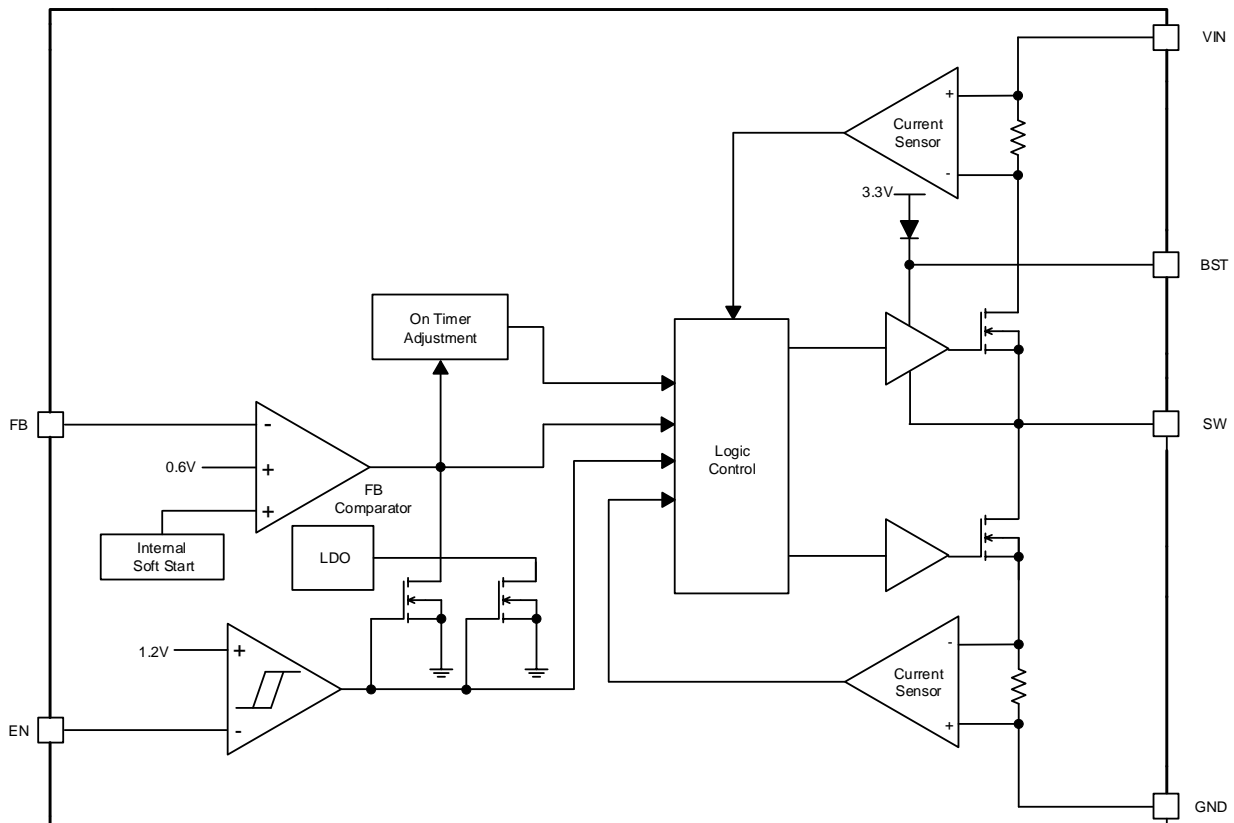 VIN
+
Current
Sensor
-
3.3V
BST
On Timer
Adjustment
FB
-
0.6V
+
+
FB
Comparator
SW
Logic
Control
Internal
Soft Start
LDO
1.2V
+
-
EN
-
Current
Sensor
+
GND